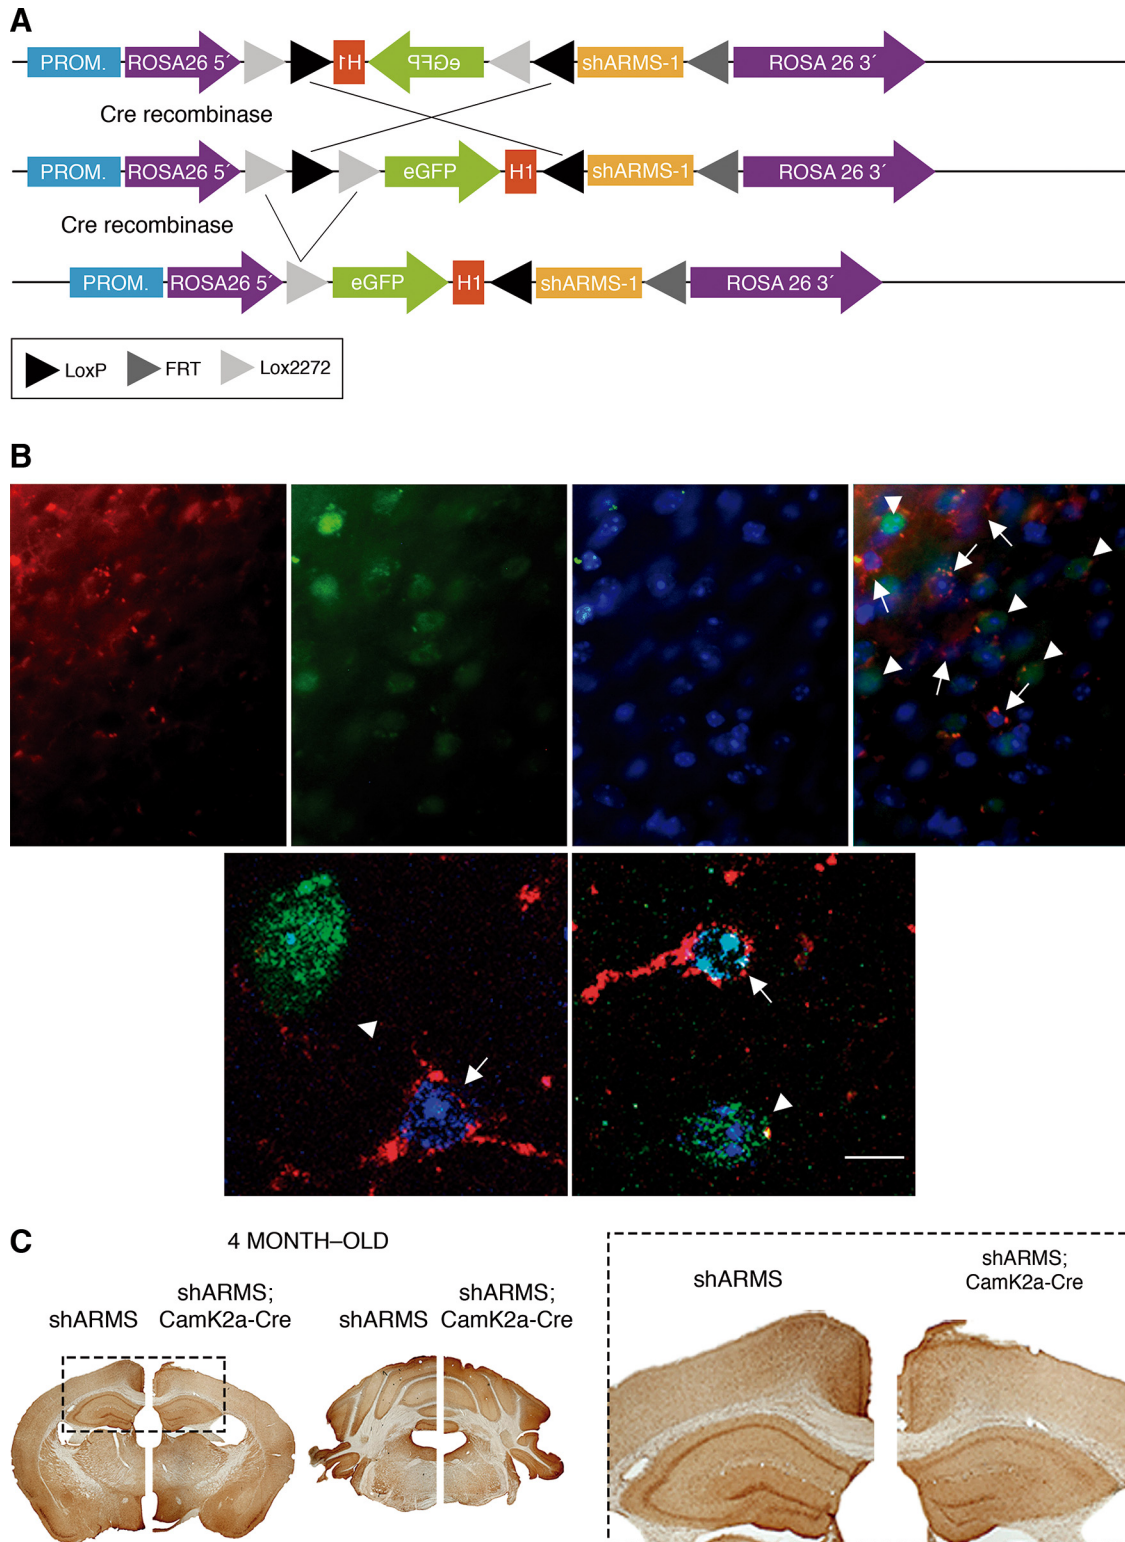 A
PROM. ROSA26 5´ H1 eGFP shARMS-1 ROSA 26 3´
Cre recombinase
PROM. ROSA26 5´ eGFP H1 shARMS-1 ROSA 26 3´
Cre recombinase
PROM. ROSA26 5´ eGFP H1 shARMS-1 ROSA 26 3´
LoxP FRT Lox2272
B
C
4 MONTH–OLD
shARMS
shARMS;
CamK2a-Cre
shARMS
shARMS;
CamK2a-Cre
shARMS
shARMS;
CamK2a-Cre